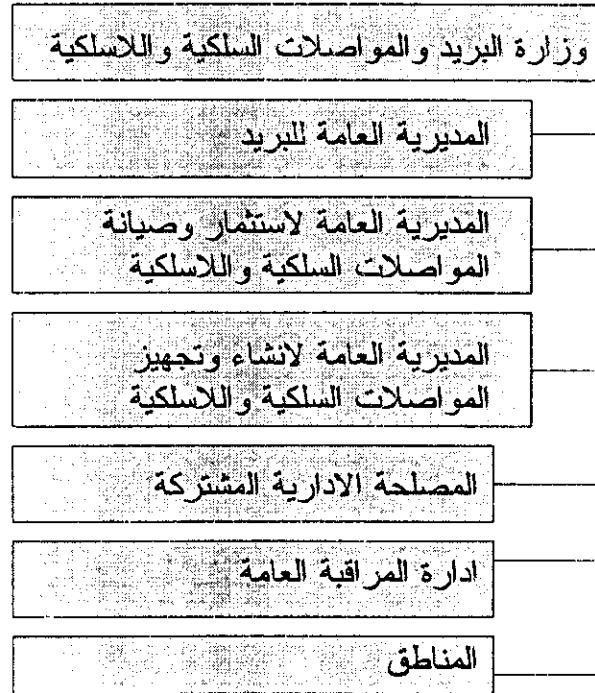 وزارة البريد والمواصلات السلكية واللاسلكية
المديرية العامة للبريد
المديرية العامة لاستثمار وصيانة
المواصلات السلكية واللاسلكية
المديرية العامة لانشاء وتجهيز
المواصلات السلكية واللاسلكية
المصلحة الادارية المشتركة
ادارة المراقبة العامة
المناطق